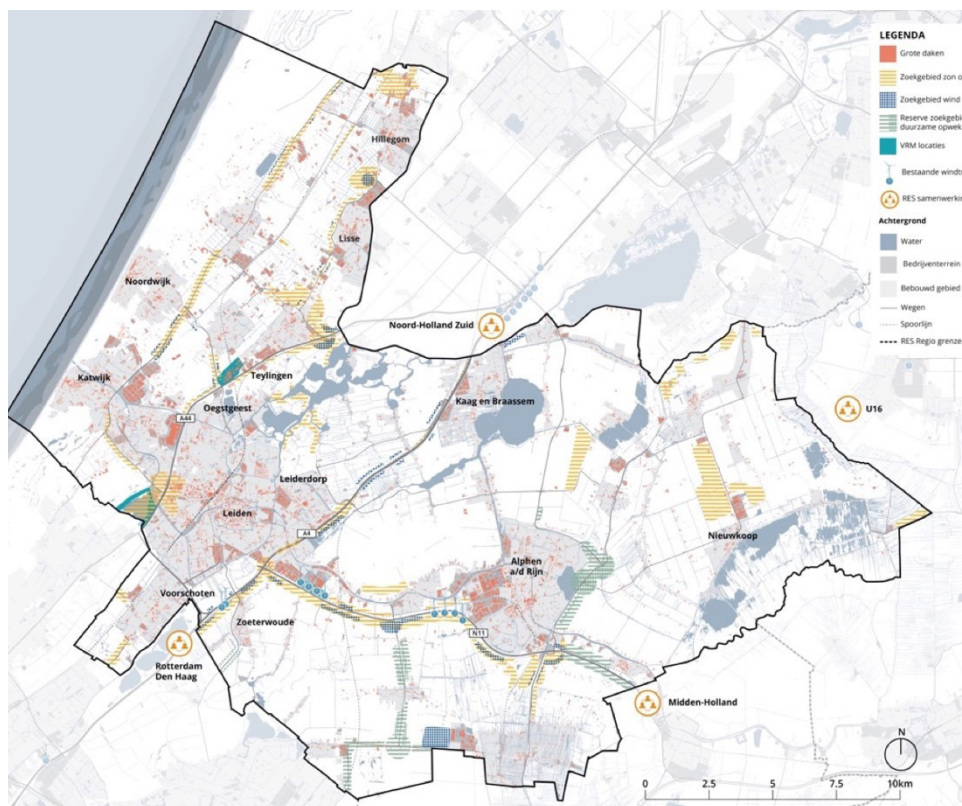 LEGENDA
Grote daken
Zoekgebied zon o
Zoekgebied wind
Reserve zoekgebie
duurzame opwek
VRM locaties
Bestaande windt
RES samenwerkin
Achtergrond
Water
Bedrijventerrein
Bebouwd gebied
Wegen
Spoorlijn
RES Regio grenze
Hillegom
Lisse
Noordwijk
Noord-Holland Zuid
Katwijk
Teylingen
Kaag en Braassem
Oegstgeest
U16
A44
Leiderdorp
Leiden
A4
Nieuwkoop
Alphen
a/d Rijn
Voorschoten
Zoeterwoude
N11
Rotterdam
Den Haag
Midden-Holland
N
0 2.5 5 7.5 10km